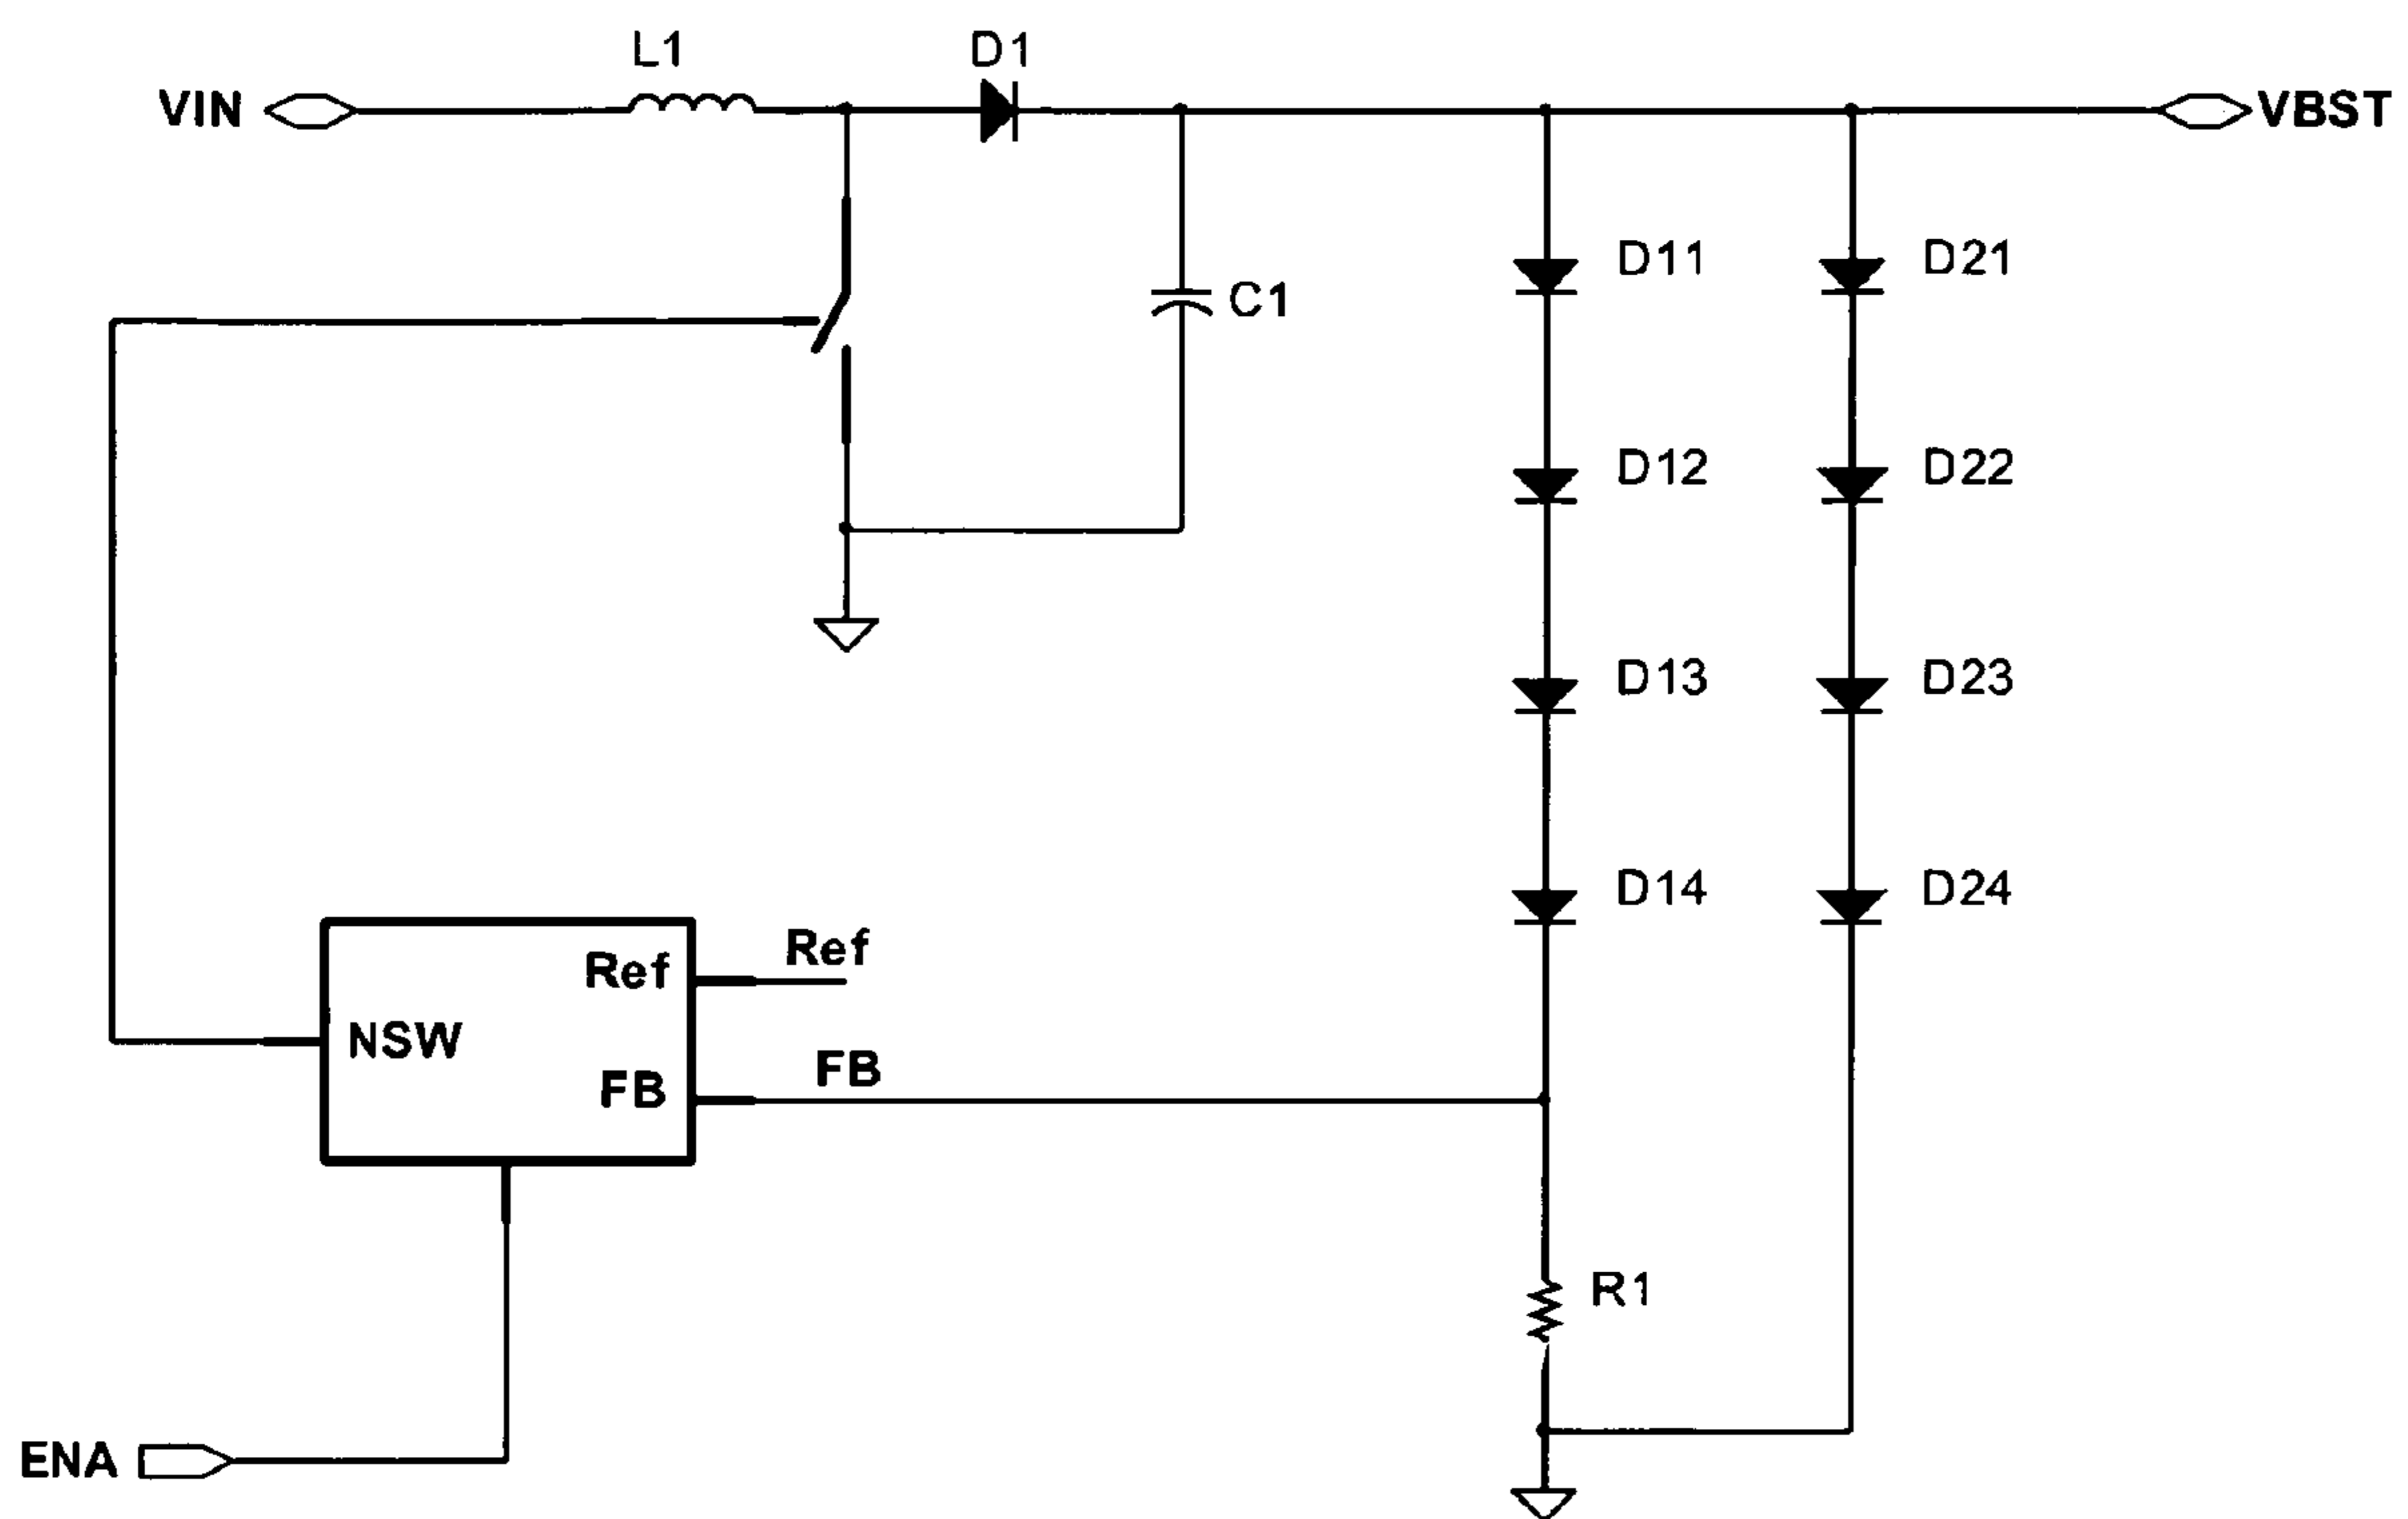 L1
D1
VIN
VBST
D11
D21
C1
D12
D22
D13
D23
D14
D24
Ref
Ref
NSW
FB
FB
R1
ENA